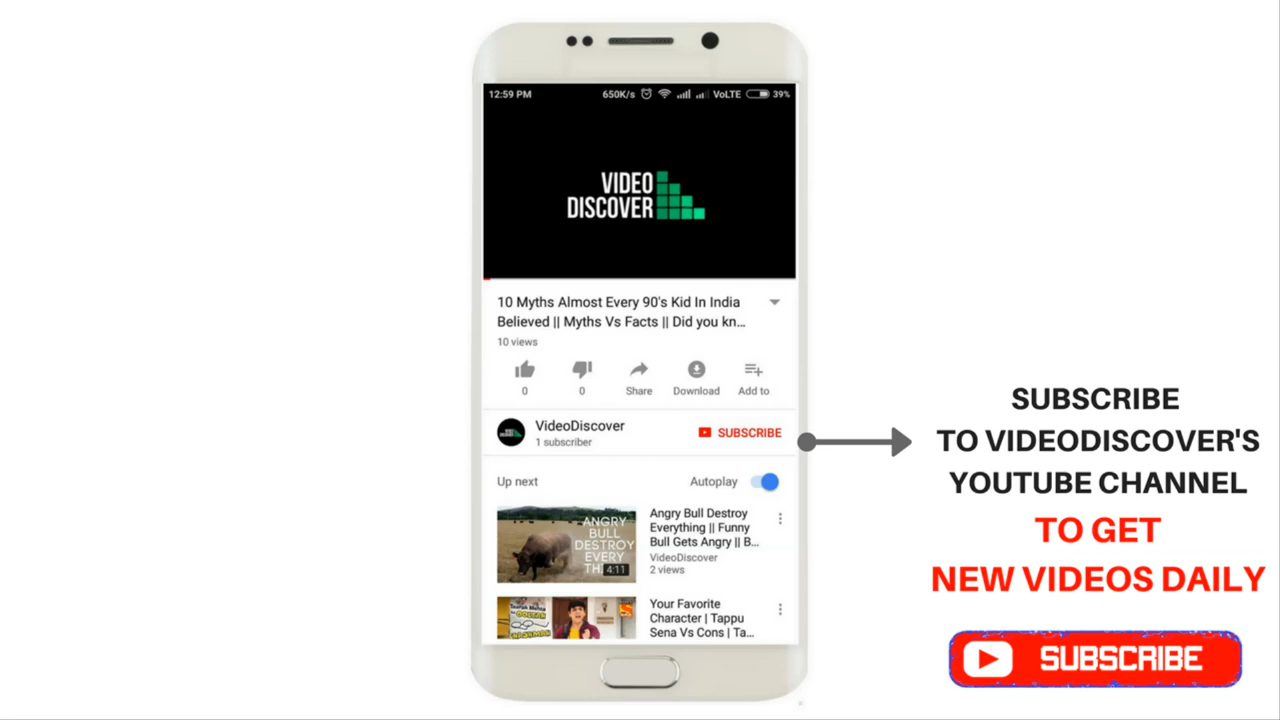 12:59 PM 650K/s VoLTE 39%
VIDEO
DISCOVER
10 Myths Almost Every 90's Kid In India
Believed || Myths Vs Facts || Did you kn...
10 views
0 0 Share Download Add to
VideoDiscover
1 subscriber
SUBSCRIBE
Up next Autoplay
ANGRY
BULL
DESTROY
EVERY
4:11
Angry Bull Destroy
Everything || Funny
Bull Gets Angry || B...
VideoDiscover
2 views
Your Favorite
Character | Tappu
Sena Vs Cons | Ta...
SUBSCRIBE
TO VIDEODISCOVER'S
YOUTUBE CHANNEL
TO GET
NEW VIDEOS DAILY
SUBSCRIBE